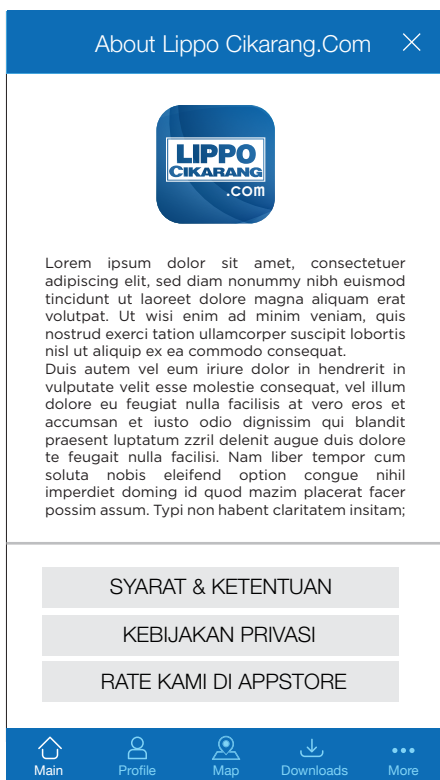 About Lippo Cikarang.Com
LIPPO
CIKARANG
.com
Lorem ipsum dolor sit amet, consectetuer
adipiscing elit, sed diam nonummy nibh euismod
tincidunt ut laoreet dolore magna aliquam erat
volutpat. Ut wisi enim ad minim veniam, quis
nostrud exerci tation ullamcorper suscipit lobortis
nisl ut aliquip ex ea commodo consequat.
Duis autem vel eum iriure dolor in hendrerit in
vulputate velit esse molestie consequat, vel illum
dolore eu feugiat nulla facilisis at vero eros et
accumsan et iusto odio dignissim qui blandit
praesent luptatum zzril delenit augue duis dolore
te feugait nulla facilisi. Nam liber tempor cum
soluta nobis eleifend option congue nihil
imperdiet doming id quod mazim placerat facer
possim assum. Typi non habent claritatem insitam;
SYARAT & KETENTUAN
KEBIJAKAN PRIVASI
RATE KAMI DI APPSTORE
Main Profile Map Downloads More